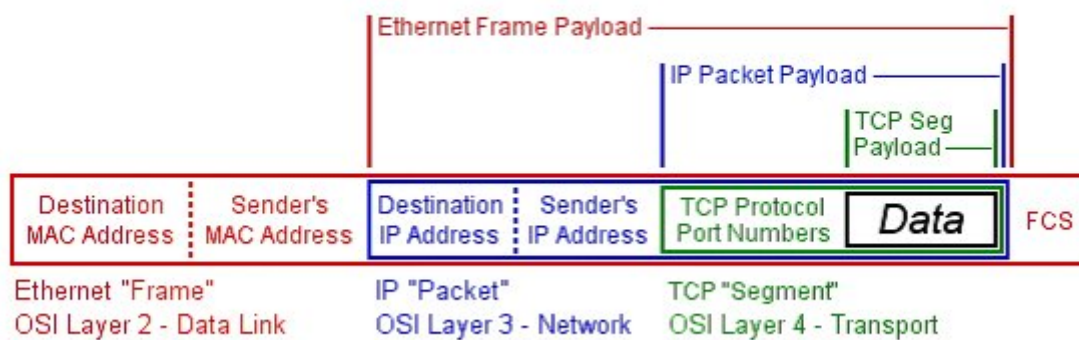 Ethernet Frame Payload
IP Packet Payload
TCP Seg
Payload
Destination
MAC Address
Sender's
MAC Address
Destination
IP Address
Sender's
IP Address
TCP Protocol
Port Numbers
Data
FCS
Ethernet "Frame"
OSI Layer 2 - Data Link
IP "Packet"
OSI Layer 3 - Network
TCP "Segment"
OSI Layer 4 - Transport